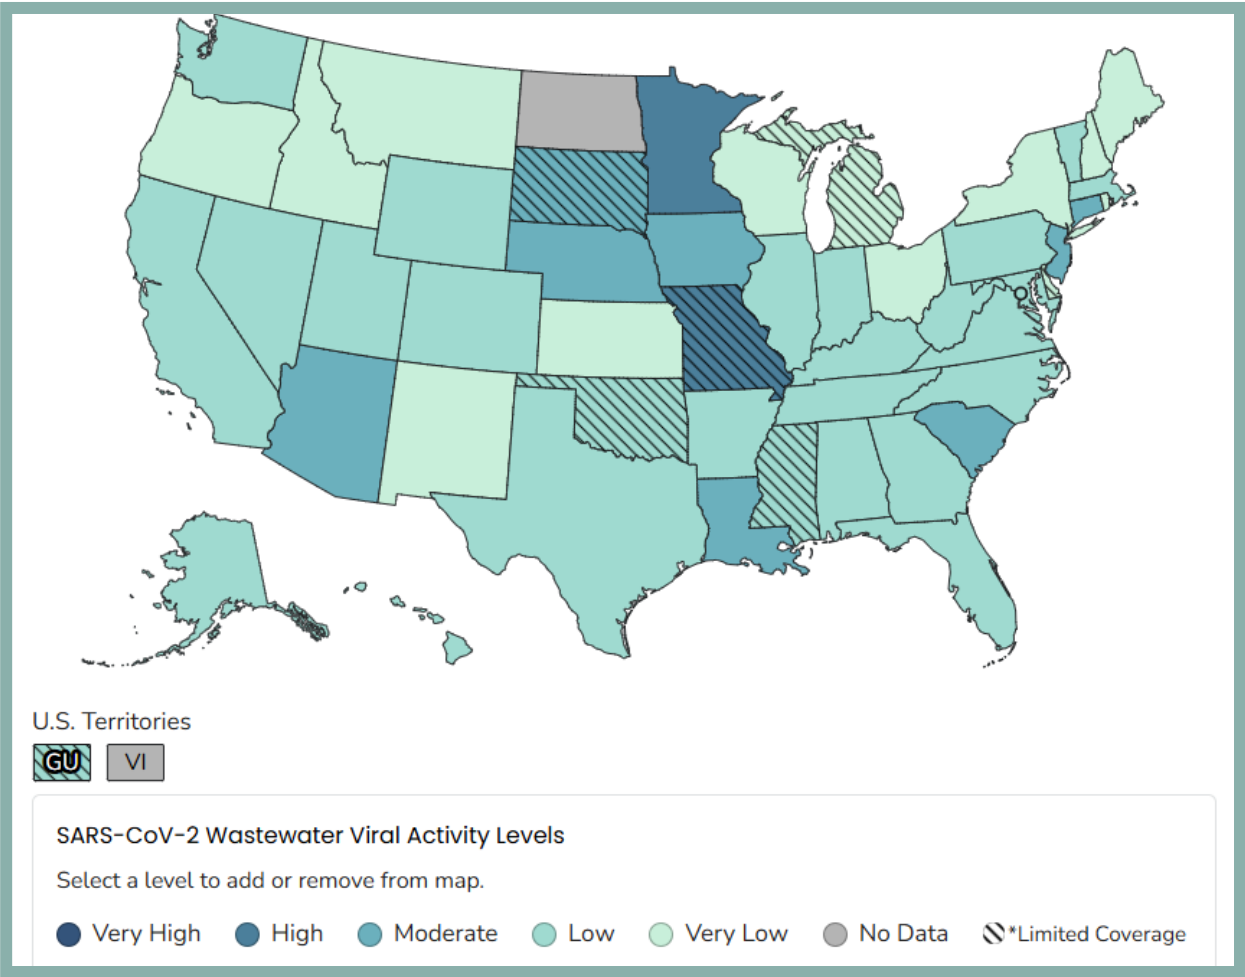 U.S. Territories
GU VI
SARS-CoV-2 Wastewater Viral Activity Levels
Select a level to add or remove from map.
Very High High Moderate Low Very Low No Data *Limited Coverage